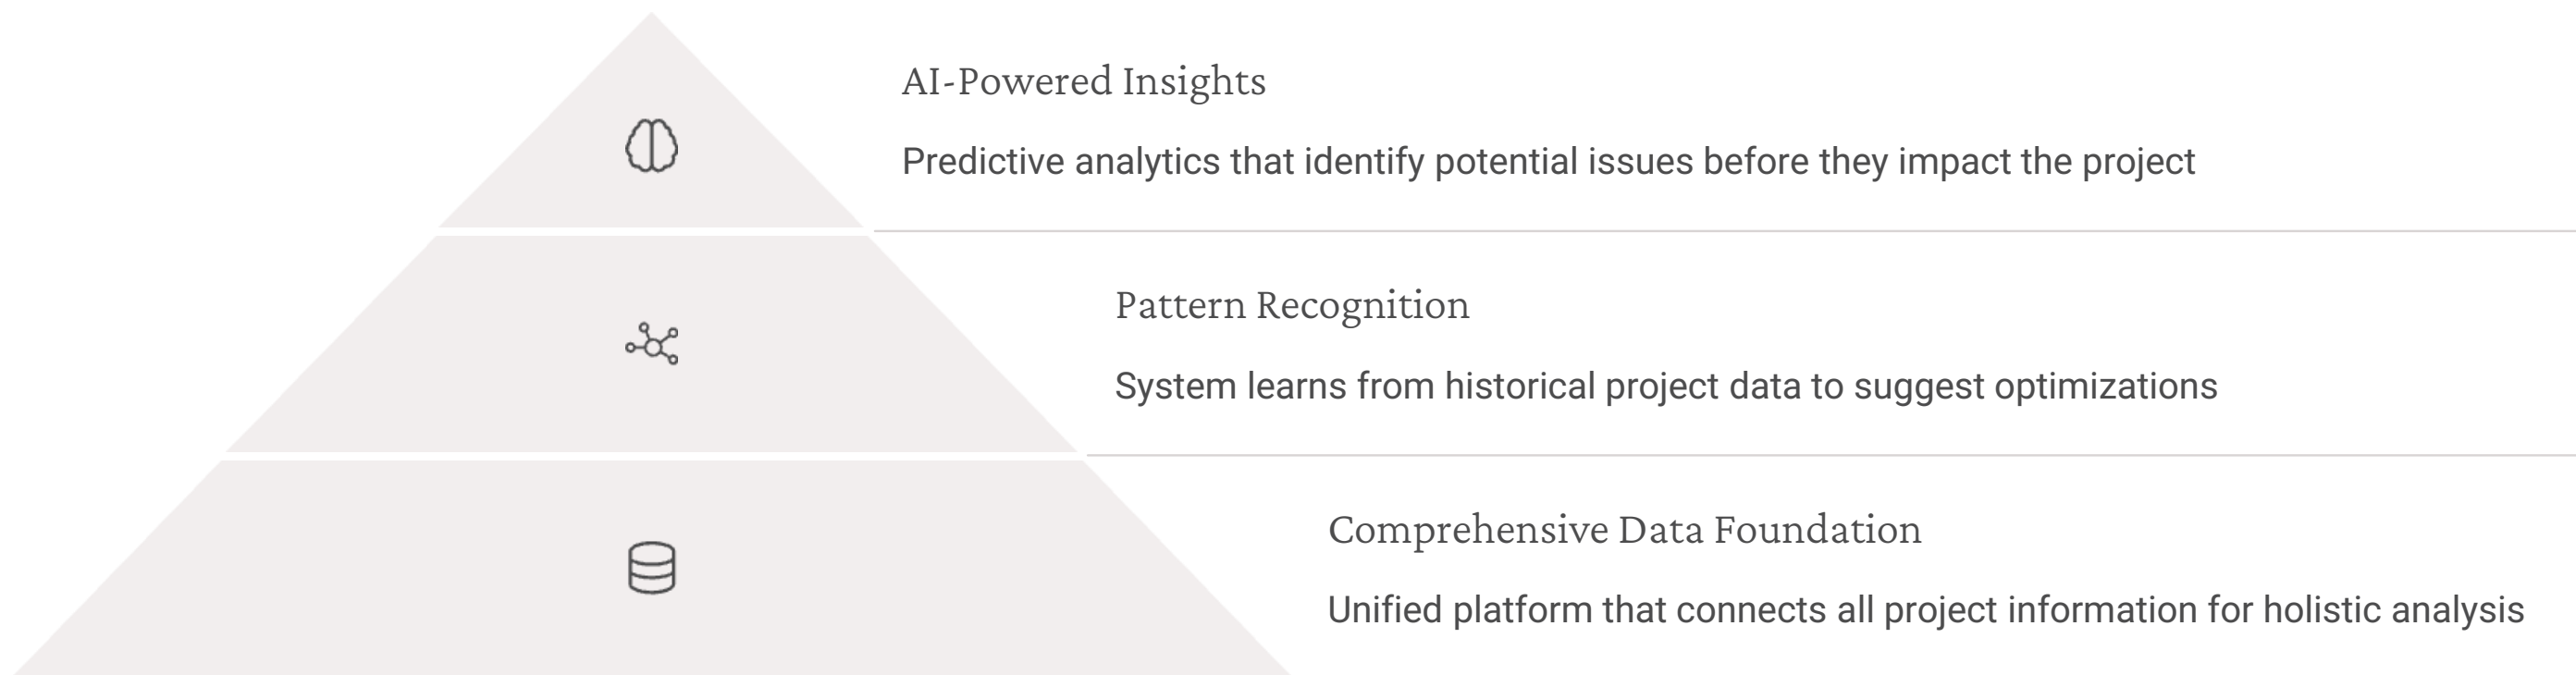 AI-Powered Insights
Predictive analytics that identify potential issues before they impact the project
Pattern Recognition
System learns from historical project data to suggest optimizations
Comprehensive Data Foundation
Unified platform that connects all project information for holistic analysis